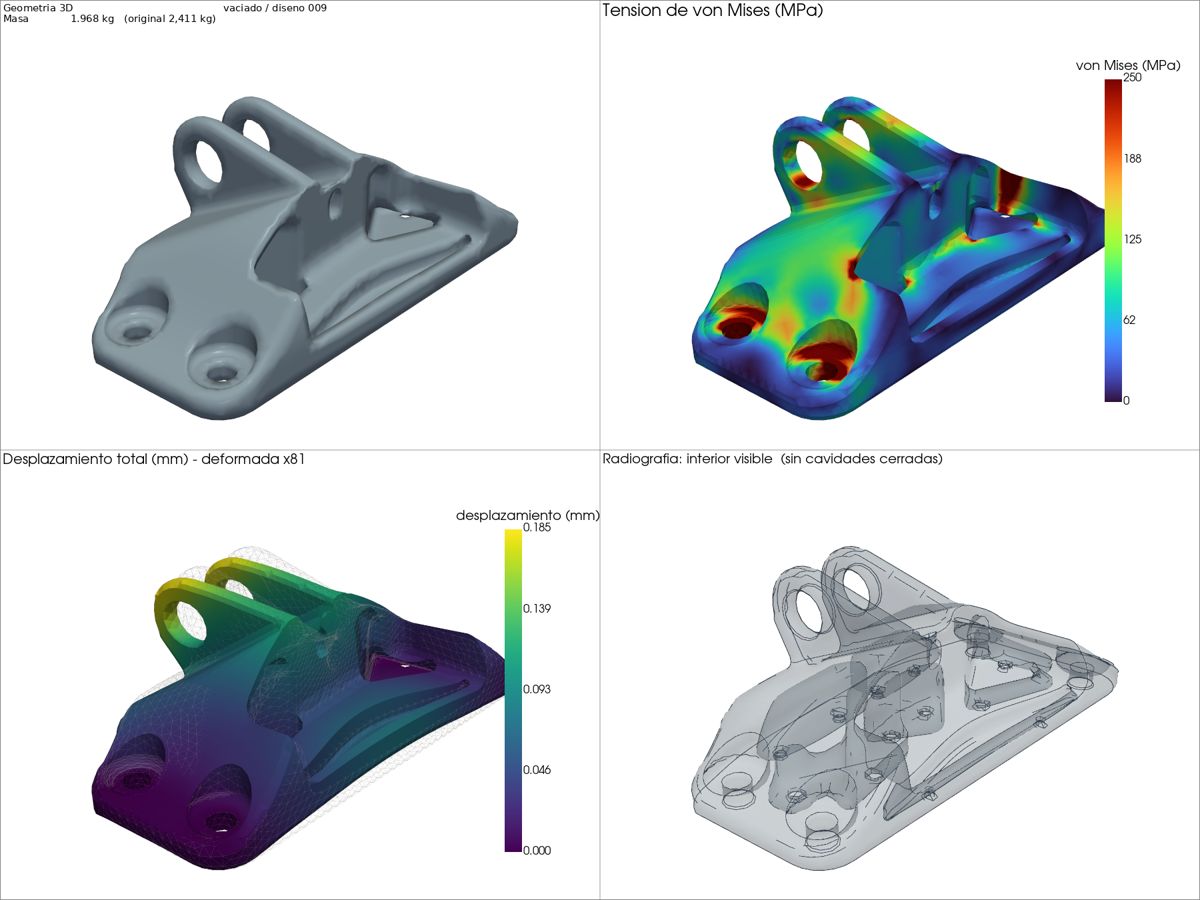 Geometria 3D vaciado / diseno 009
Masa 1.968 kg (original 2,411 kg)
Tension de von Mises (MPa)
von Mises (MPa)
250
188
125
62
0
Desplazamiento total (mm) - deformada x81
desplazamiento (mm)
0.185
0.139
0.093
0.046
0.000
Radiografia: interior visible (sin cavidades cerradas)